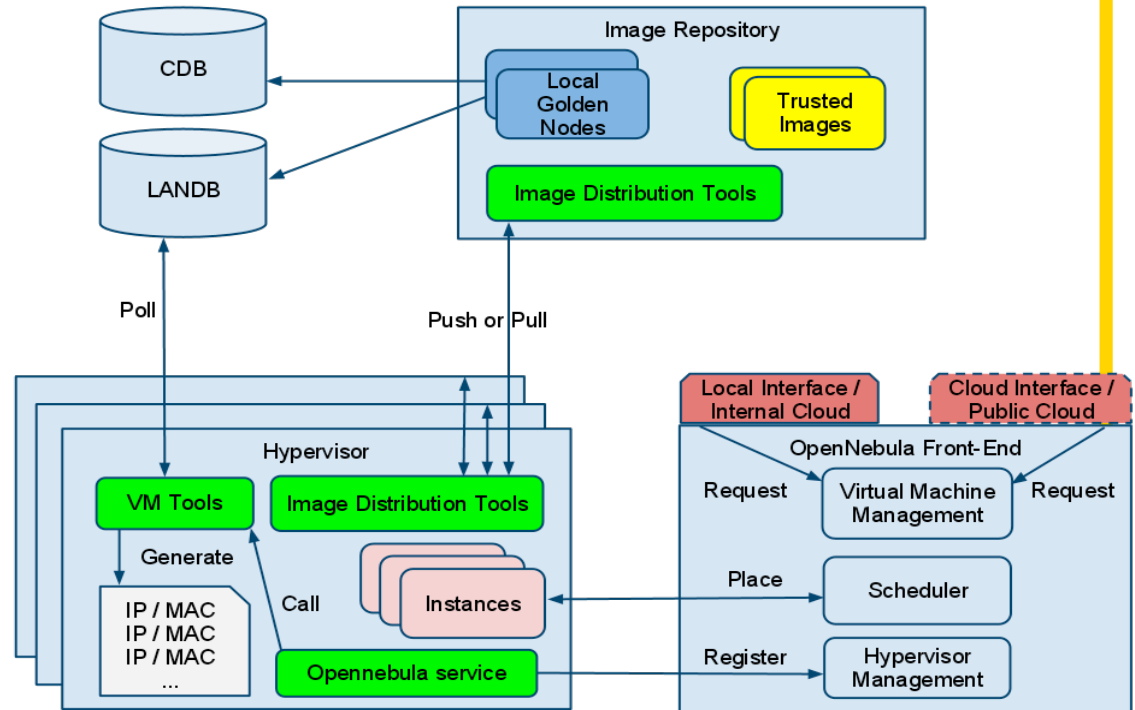 CDB
LANDB
Image Repository
Local
Golden
Nodes
Trusted
Images
Image Distribution Tools
Poll
Push or Pull
Hypervisor
VM Tools
Image Distribution Tools
Generate
IP / MAC
IP / MAC
IP / MAC
...
Call
Instances
Opennebula service
Local Interface /
Internal Cloud
Cloud Interface /
Public Cloud
OpenNebula Front-End
Request
Virtual Machine
Management
Request
Place
Scheduler
Register
Hypervisor
Management